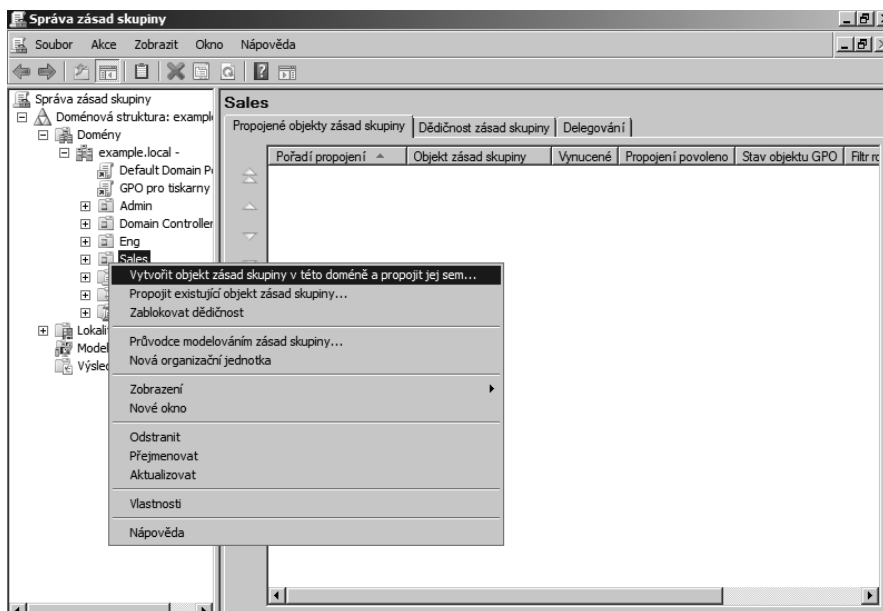 Správa zásad skupiny
Soubor Akce Zobrazit Okno Nápověda
Správa zásad skupiny
Doménová struktura: exampl
Domény
example.local -
Default Domain P
GPO pro tiskarny
Admin
Domain Controller
Eng
Sales
Lokali
Model
Výsled
Sales
Propojené objekty zásad skupiny Dědičnost zásad skupiny Delegování
Pořadí propojení Objekt zásad skupiny Vynucené Propojení povoleno Stav objektu GPO Filtr
Vytvořit objekt zásad skupiny v této doméně a propojit jej sem...
Propojit existující objekt zásad skupiny...
Zablokovat dědičnost
Průvodce modelováním zásad skupiny...
Nová organizační jednotka
Zobrazení
Nové okno
Odstranit
Přejmenovat
Aktualizovat
Vlastnosti
Nápověda